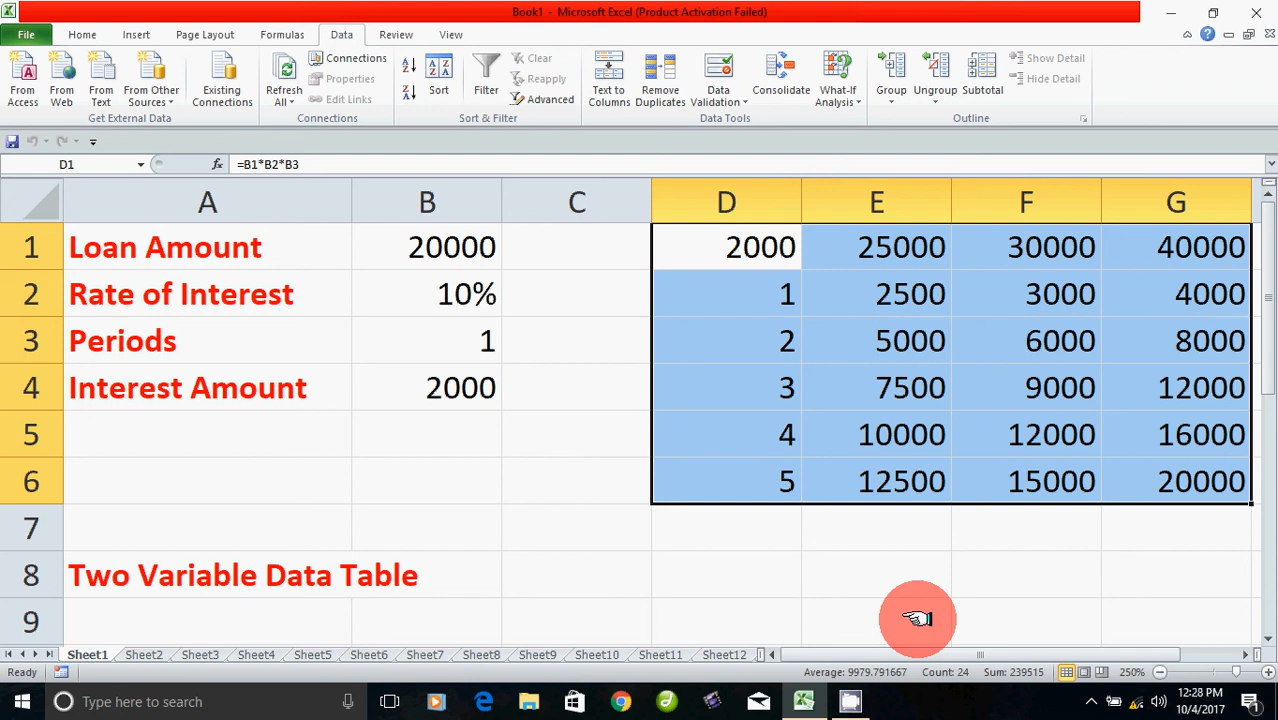 Book1 - Microsoft Excel (Product Activation Failed)
File Home Insert Page Layout Formulas Data Review View
From Access
From Web
From Text
From Other Sources
Existing Connections
Get External Data
Refresh All
Connections
Properties
Edit Links
Connections
Sort
Filter
Clear
Reapply
Advanced
Sort & Filter
Text to Columns
Remove Duplicates
Data Validation
Consolidate
What-If Analysis
Data Tools
Group
Ungroup
Subtotal
Show Detail
Hide Detail
Outline
D1 fx =B1*B2*B3
A B C D E F G
1 Loan Amount 20000 2000 25000 30000 40000
2 Rate of Interest 10% 1 2500 3000 4000
3 Periods 1 2 5000 6000 8000
4 Interest Amount 2000 3 7500 9000 12000
5 4 10000 12000 16000
6 5 12500 15000 20000
7
8 Two Variable Data Table
9
Sheet1 Sheet2 Sheet3 Sheet4 Sheet5 Sheet6 Sheet7 Sheet8 Sheet9 Sheet10 Sheet11 Sheet12
Ready Average: 9979.791667 Count: 24 Sum: 239515 250%
Type here to search
12:28 PM
10/4/2017
1